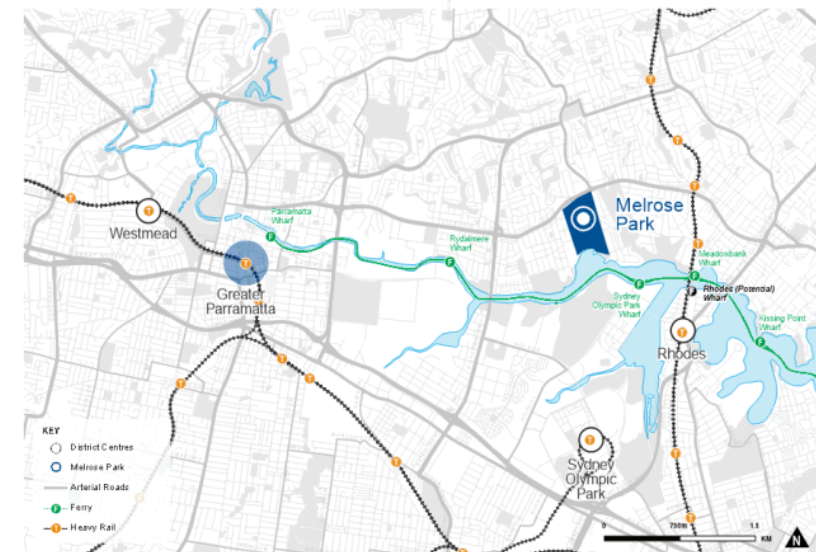 Melrose
Park
Westmead
Parramatta
Wharf
Rydalmere
Wharf
Meadowbank
Wharf
Greater
Parramatta
Sydney
Olympic Park
Wharf
Rhodes (Potential)
Wharf
Kissing Point
Wharf
Rhodes
Sydney
Olympic
Park
KEY
District Centres
Melrose Park
Arterial Roads
F Ferry
T Heavy Rail
0 750m 1.5
KM
N